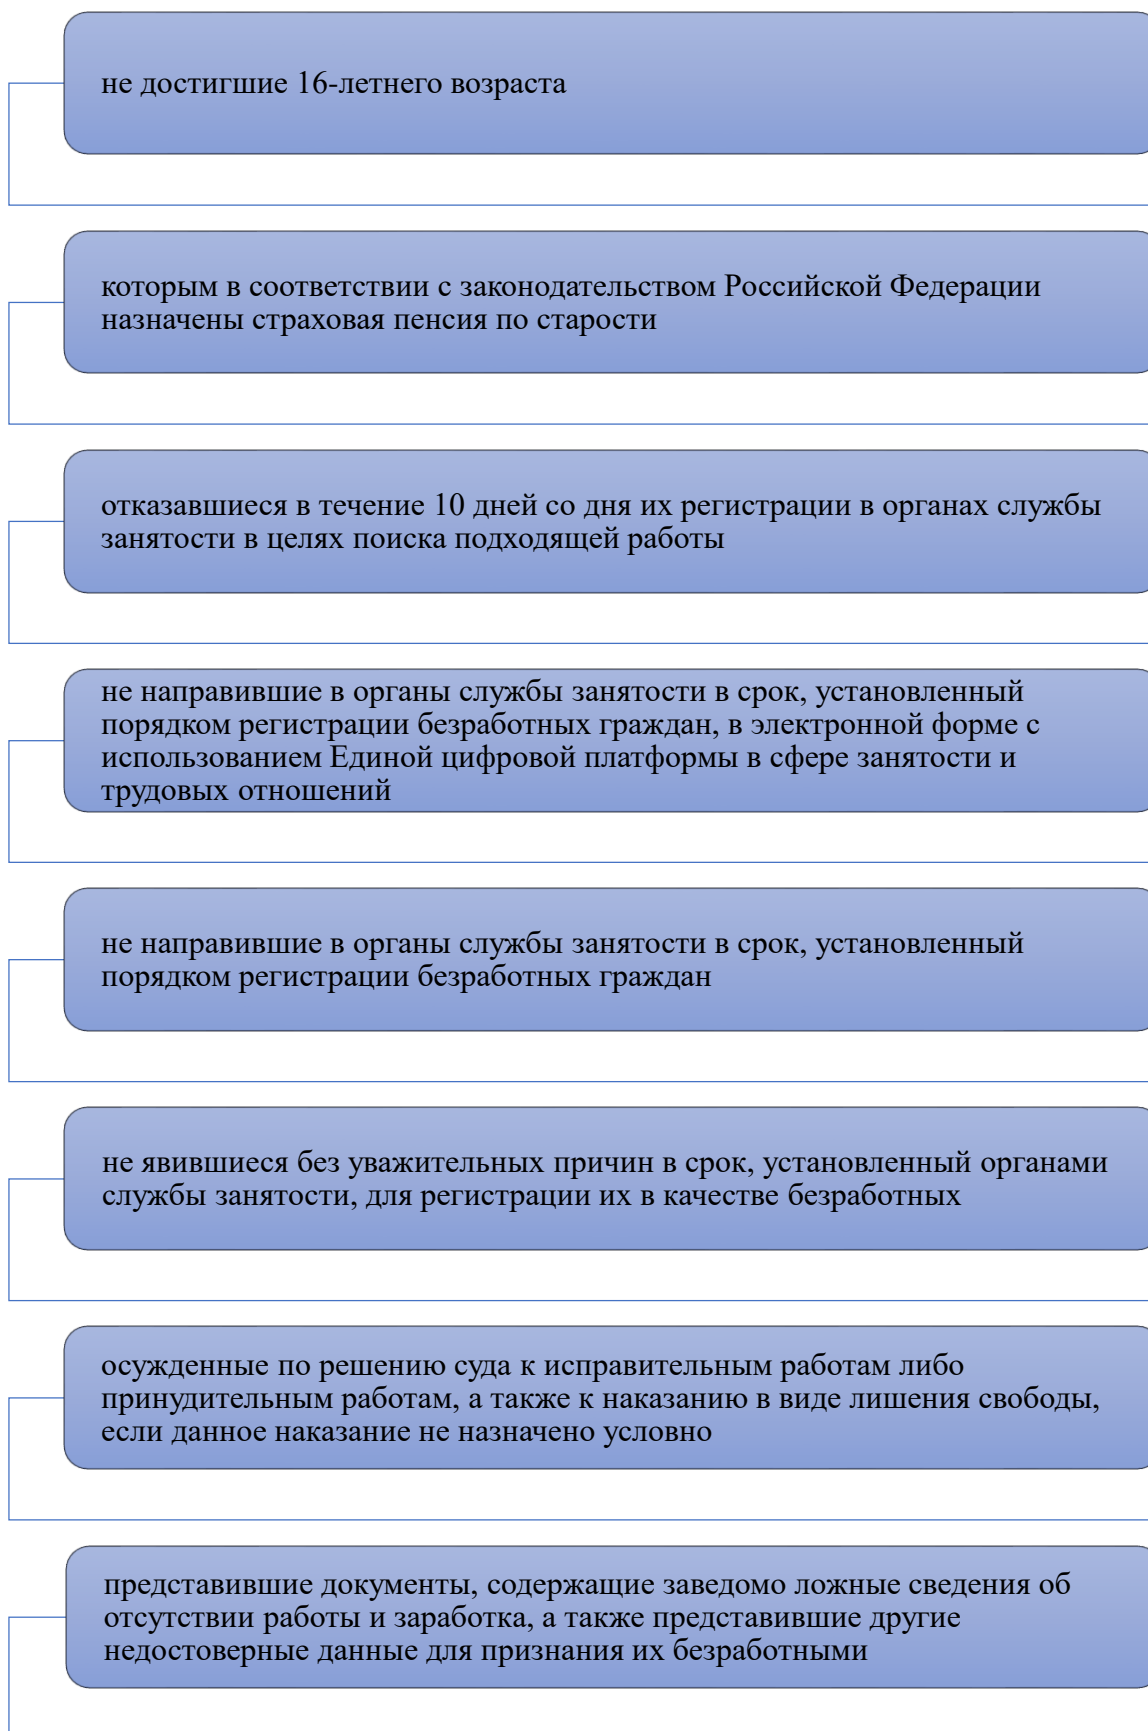 не достигшие 16-летнего возраста
которым в соответствии с законодательством Российской Федерации
назначены страховая пенсия по старости
отказавшиеся в течение 10 дней со дня их регистрации в органах службы
занятости в целях поиска подходящей работы
не направившие в органы службы занятости в срок, установленный
порядком регистрации безработных граждан, в электронной форме с
использованием Единой цифровой платформы в сфере занятости и
трудовых отношений
не направившие в органы службы занятости в срок, установленный
порядком регистрации безработных граждан
не явившиеся без уважительных причин в срок, установленный органами
службы занятости, для регистрации их в качестве безработных
осужденные по решению суда к исправительным работам либо
принудительным работам, а также к наказанию в виде лишения свободы,
если данное наказание не назначено условно
представившие документы, содержащие заведомо ложные сведения об
отсутствии работы и заработка, а также представившие другие
недостоверные данные для признания их безработными